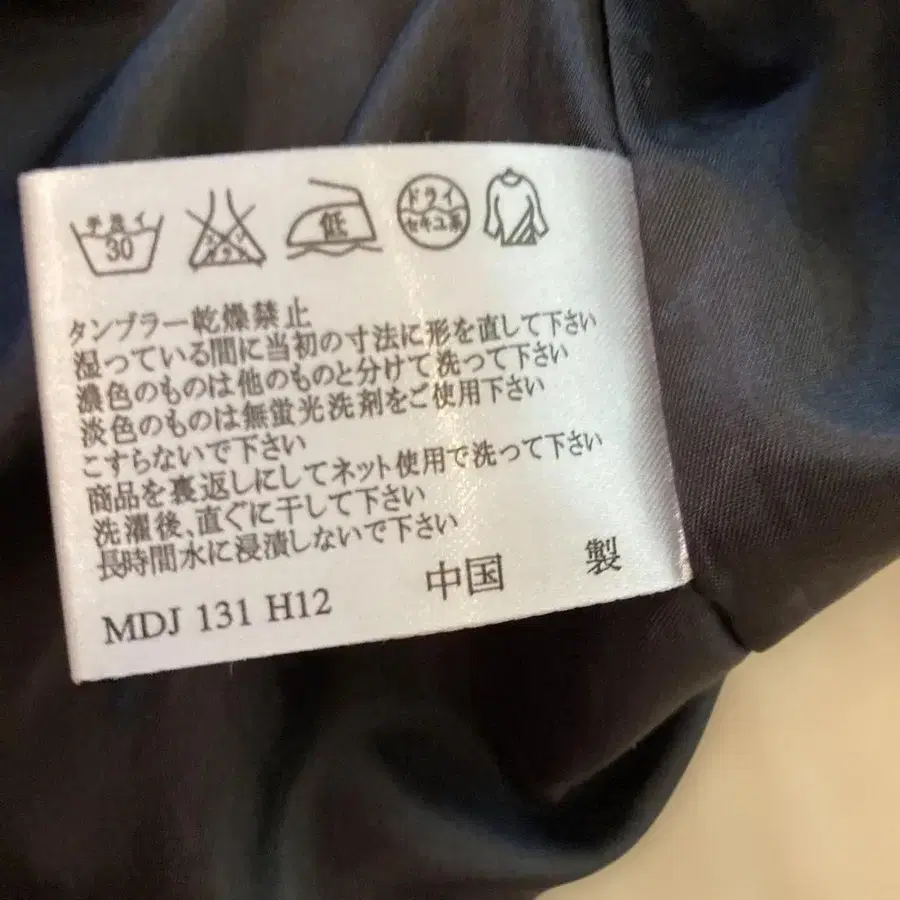 手洗イ
30
エンソ
サラシ
低
ドライ
セキユ系
タンブラー乾燥禁止
湿っている間に当初の寸法に形を直して下さい
濃色のものは他のものと分けて洗って下さい
淡色のものは無蛍光洗剤をご使用下さい
こすらないで下さい
商品を裏返しにしてネット使用で洗って下さい
洗濯後、直ぐに干して下さい
長時間水に浸漬しないで下さい
MDJ 131 H12 中国 製